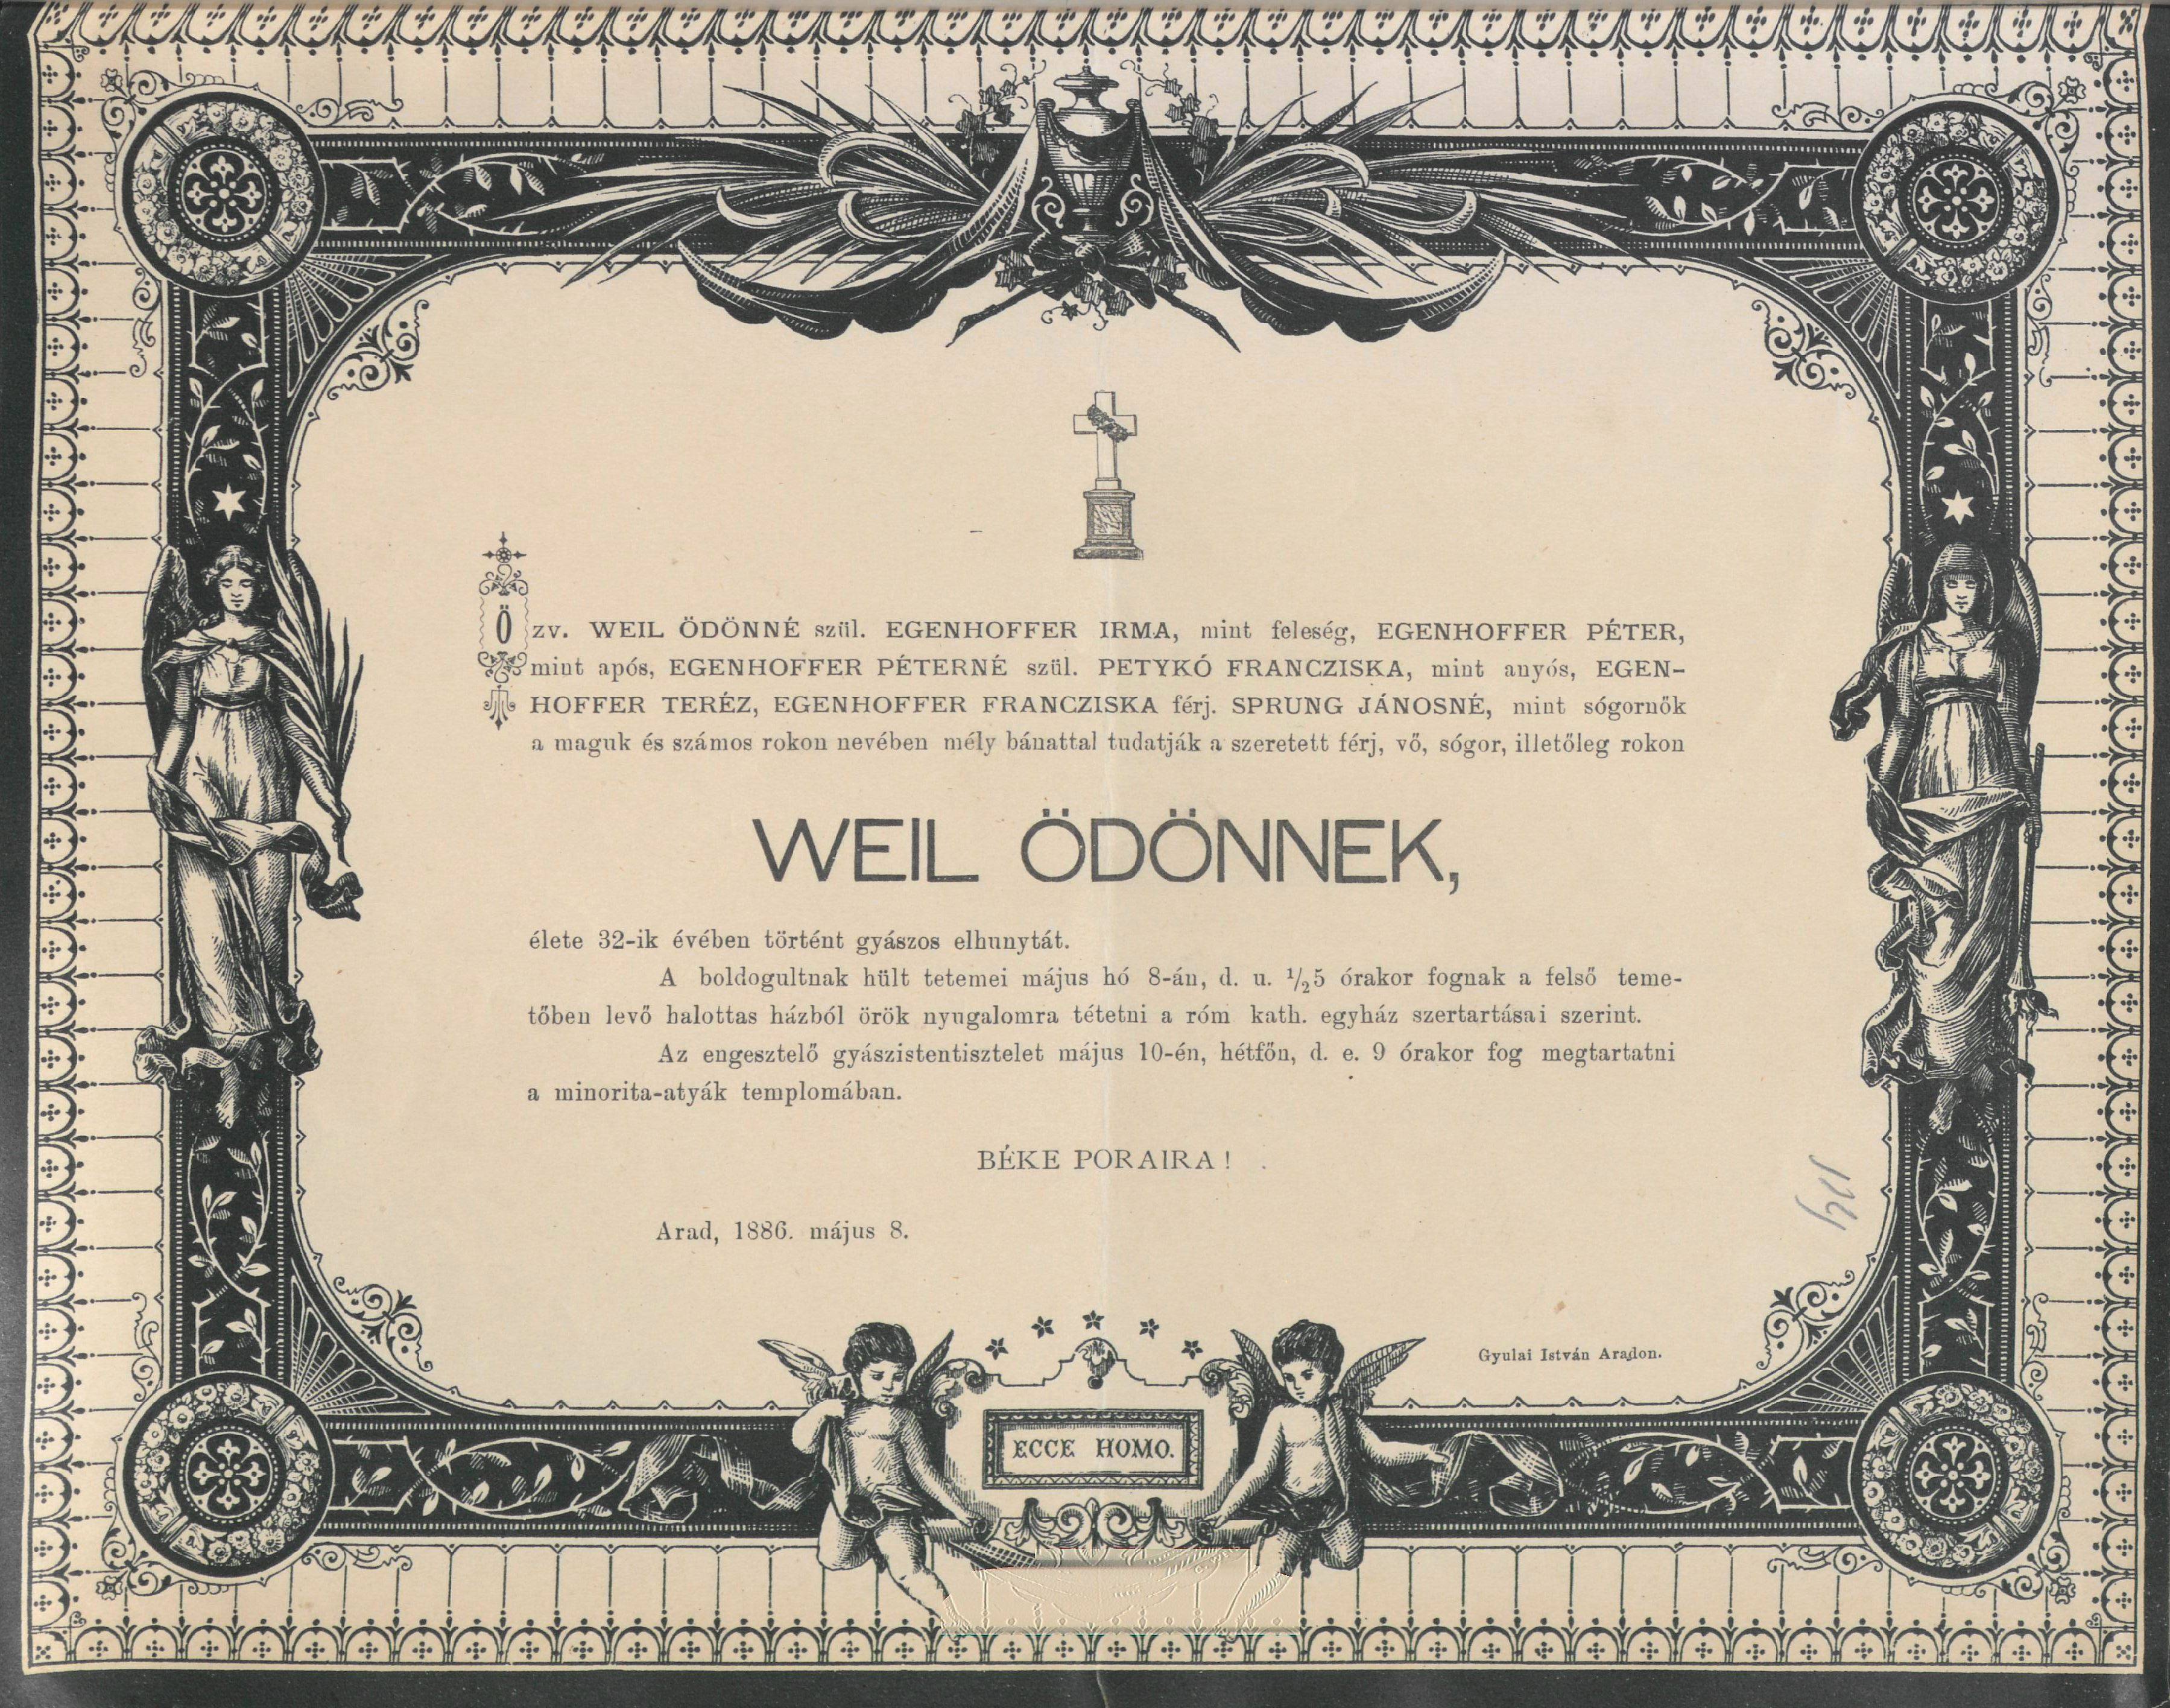 Özv. WEIL ÖDÖNNÉ szül. EGENHOFFER IRMA, mint feleség, EGENHOFFER PÉTER,
mint após, EGENHOFFER PÉTERNÉ szül. PETYKÓ FRANCZISKA, mint anyós, EGEN-
HOFFER TERÉZ, EGENHOFFER FRANCZISKA férj. SPRUNG JÁNOSNÉ, mint sógornők
a maguk és számos rokon nevében mély bánattal tudatják a szeretett férj, vő, sógor, illetőleg rokon
WEIL ÖDÖNNEK,
élete 32-ik évében történt gyászos elhunytát.
A boldogultnak hült tetemei május hó 8-án, d. u. 1/25 órakor fognak a felső teme-
tőben levő halottas házból örök nyugalomra tétetni a róm kath. egyház szertartásai szerint.
Az engesztelő gyászistentisztelet május 10-én, hétfőn, d. e. 9 órakor fog megtartatni
a minorita-atyák templomában.
BÉKE PORAIRA!
Arad, 1886. május 8.
Gyulai István Aradon.
ECCE HOMO.